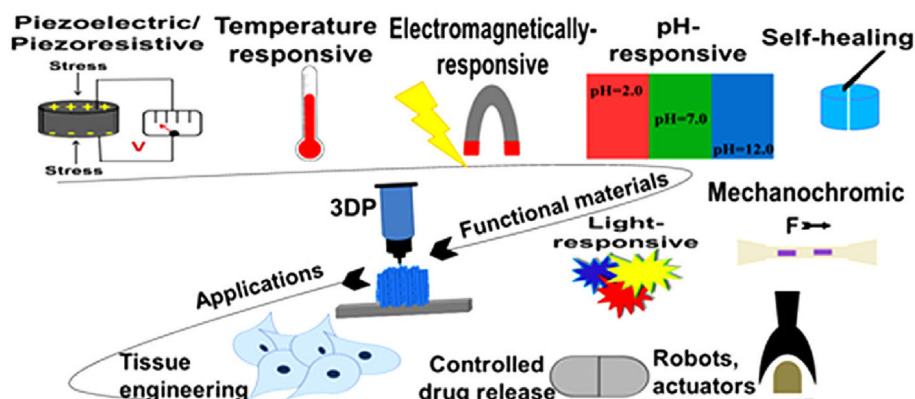 Piezoelectric/
Piezoresistive
Stress
+ + + +
- - - -
V
Stress
Temperature
responsive
Electromagnetically-
responsive
pH-
responsive
pH=2.0
pH=7.0
pH=12.0
Self-healing
3DP
Functional materials
Applications
Light-
responsive
Mechanochromic
F
Tissue
engineering
Controlled
drug release
Robots,
actuators